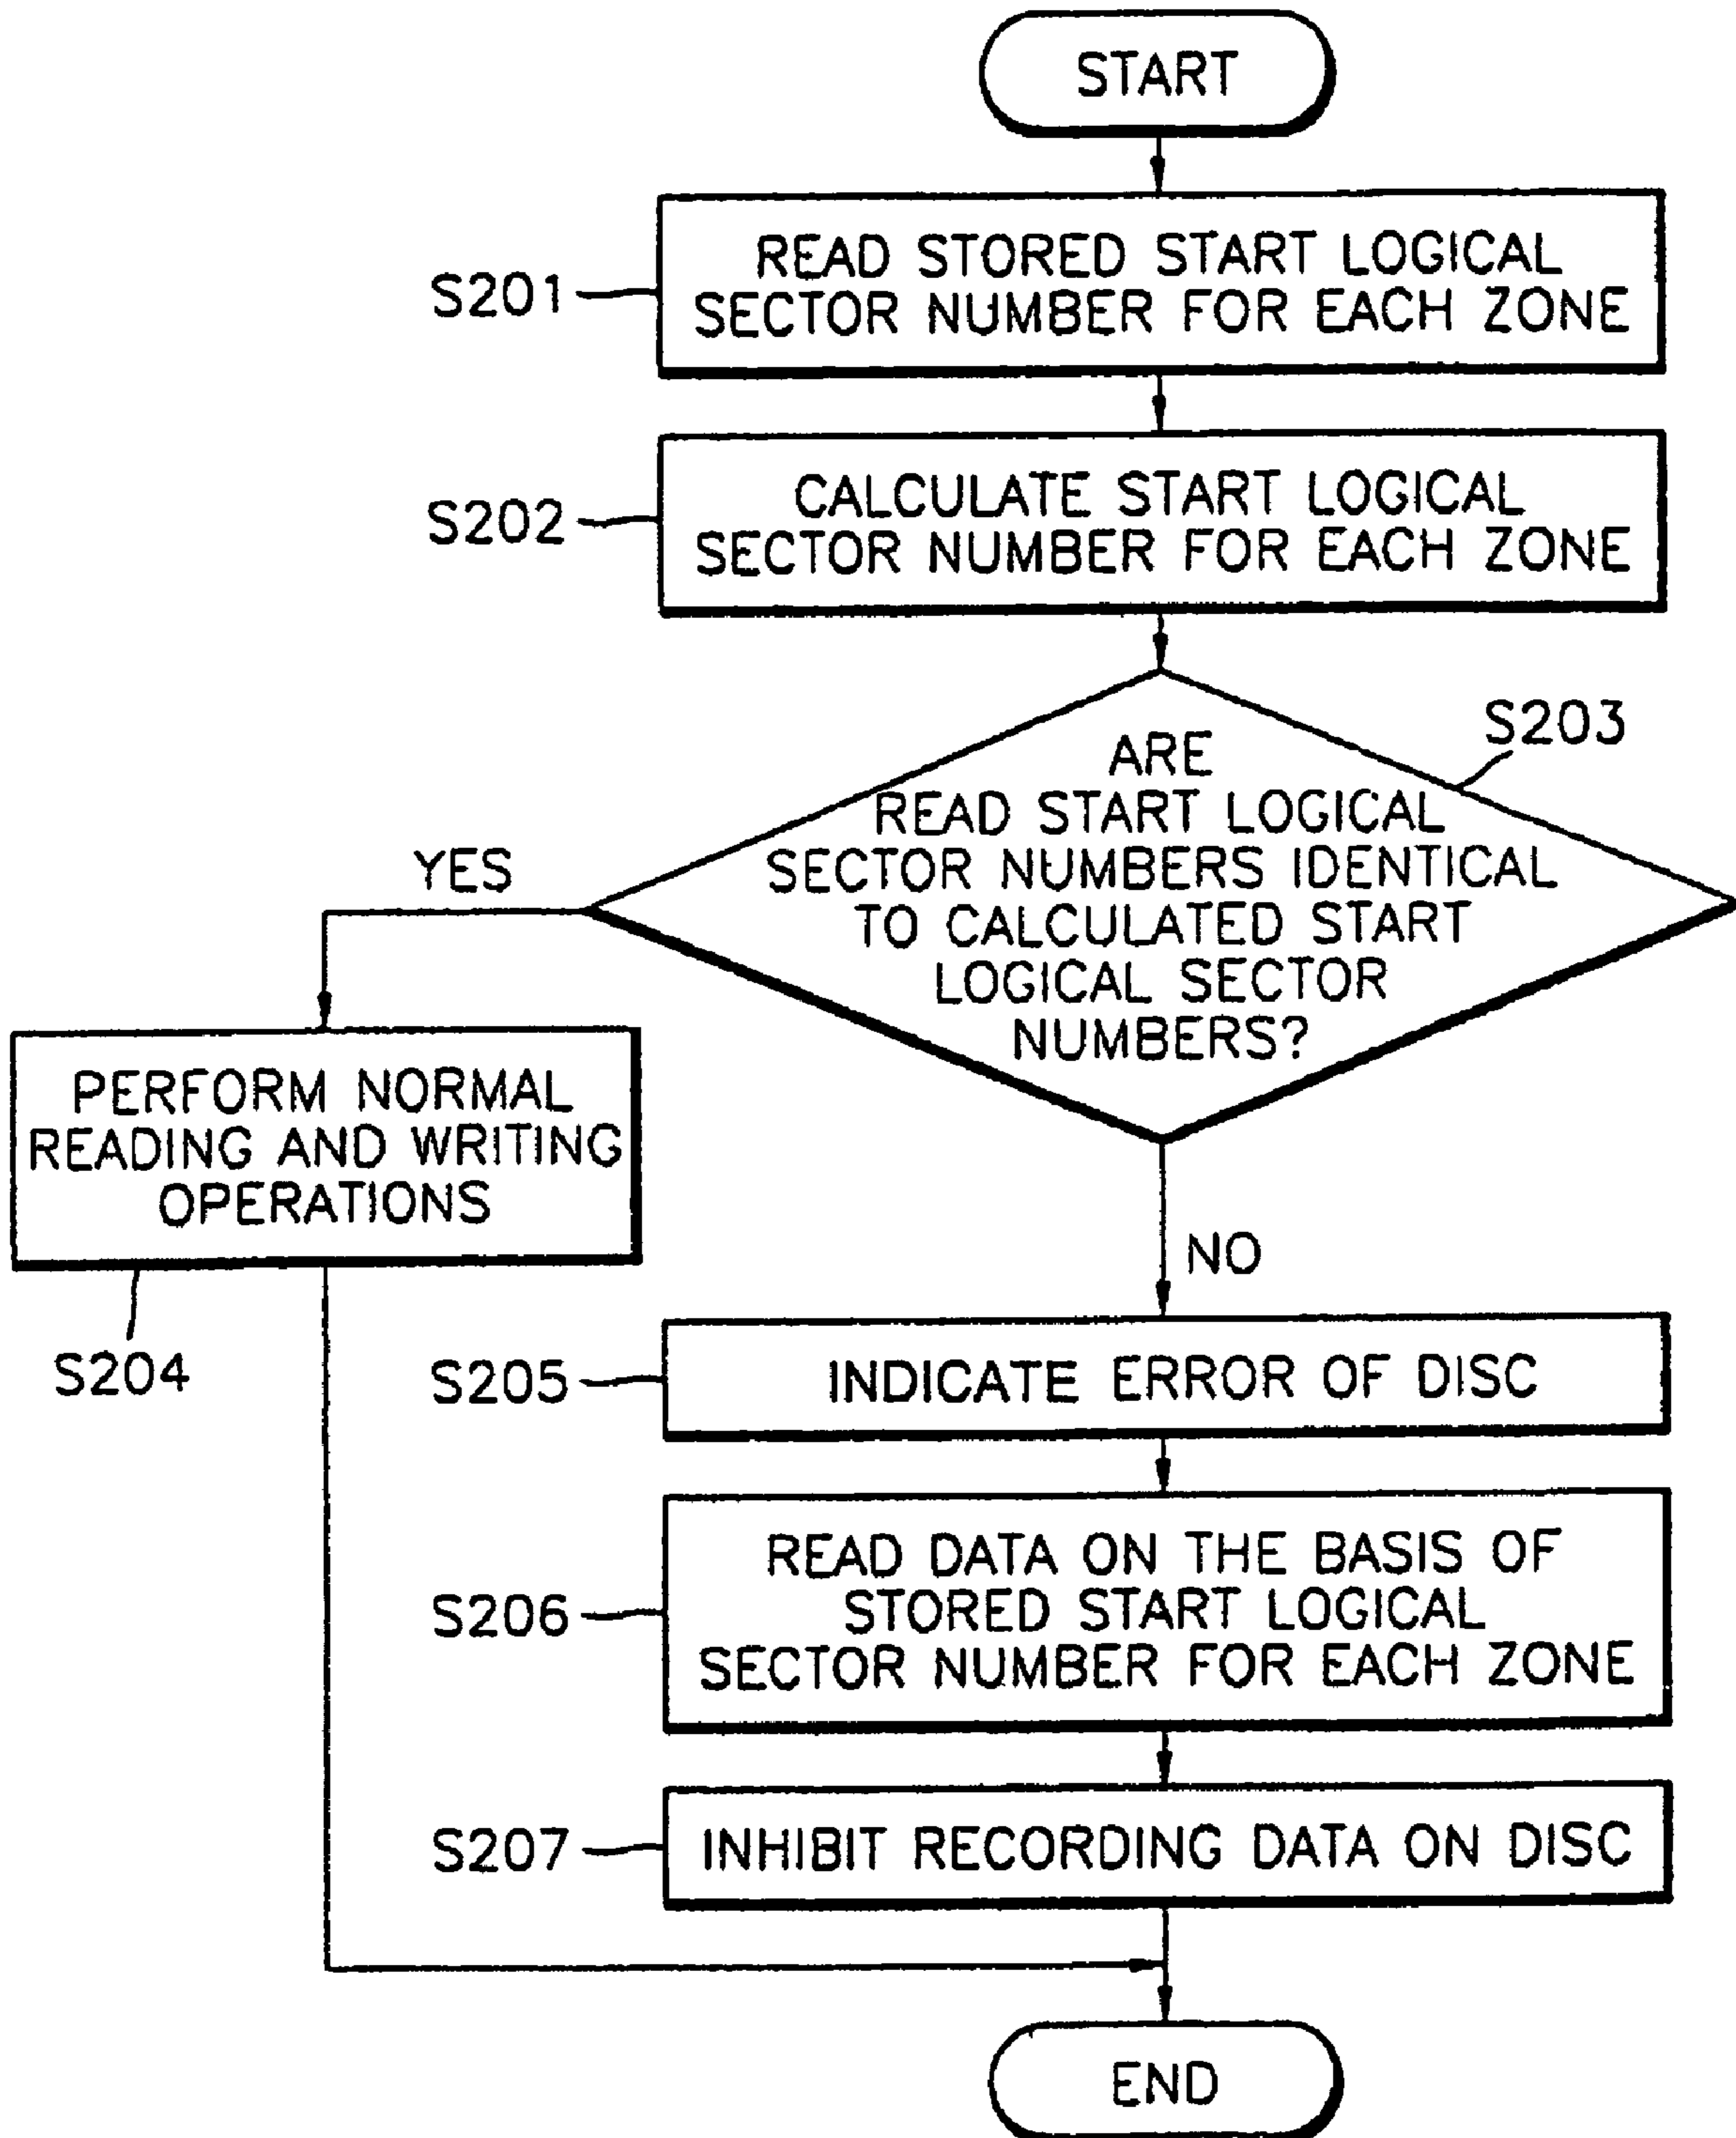 START
S201
READ STORED START LOGICAL
SECTOR NUMBER FOR EACH ZONE
S202
CALCULATE START LOGICAL
SECTOR NUMBER FOR EACH ZONE
S203
ARE
READ START LOGICAL
SECTOR NUMBERS IDENTICAL
TO CALCULATED START
LOGICAL SECTOR
NUMBERS?
YES
PERFORM NORMAL
READING AND WRITING
OPERATIONS
S204
NO
S205
INDICATE ERROR OF DISC
S206
READ DATA ON THE BASIS OF
STORED START LOGICAL
SECTOR NUMBER FOR EACH ZONE
S207
INHIBIT RECORDING DATA ON DISC
END